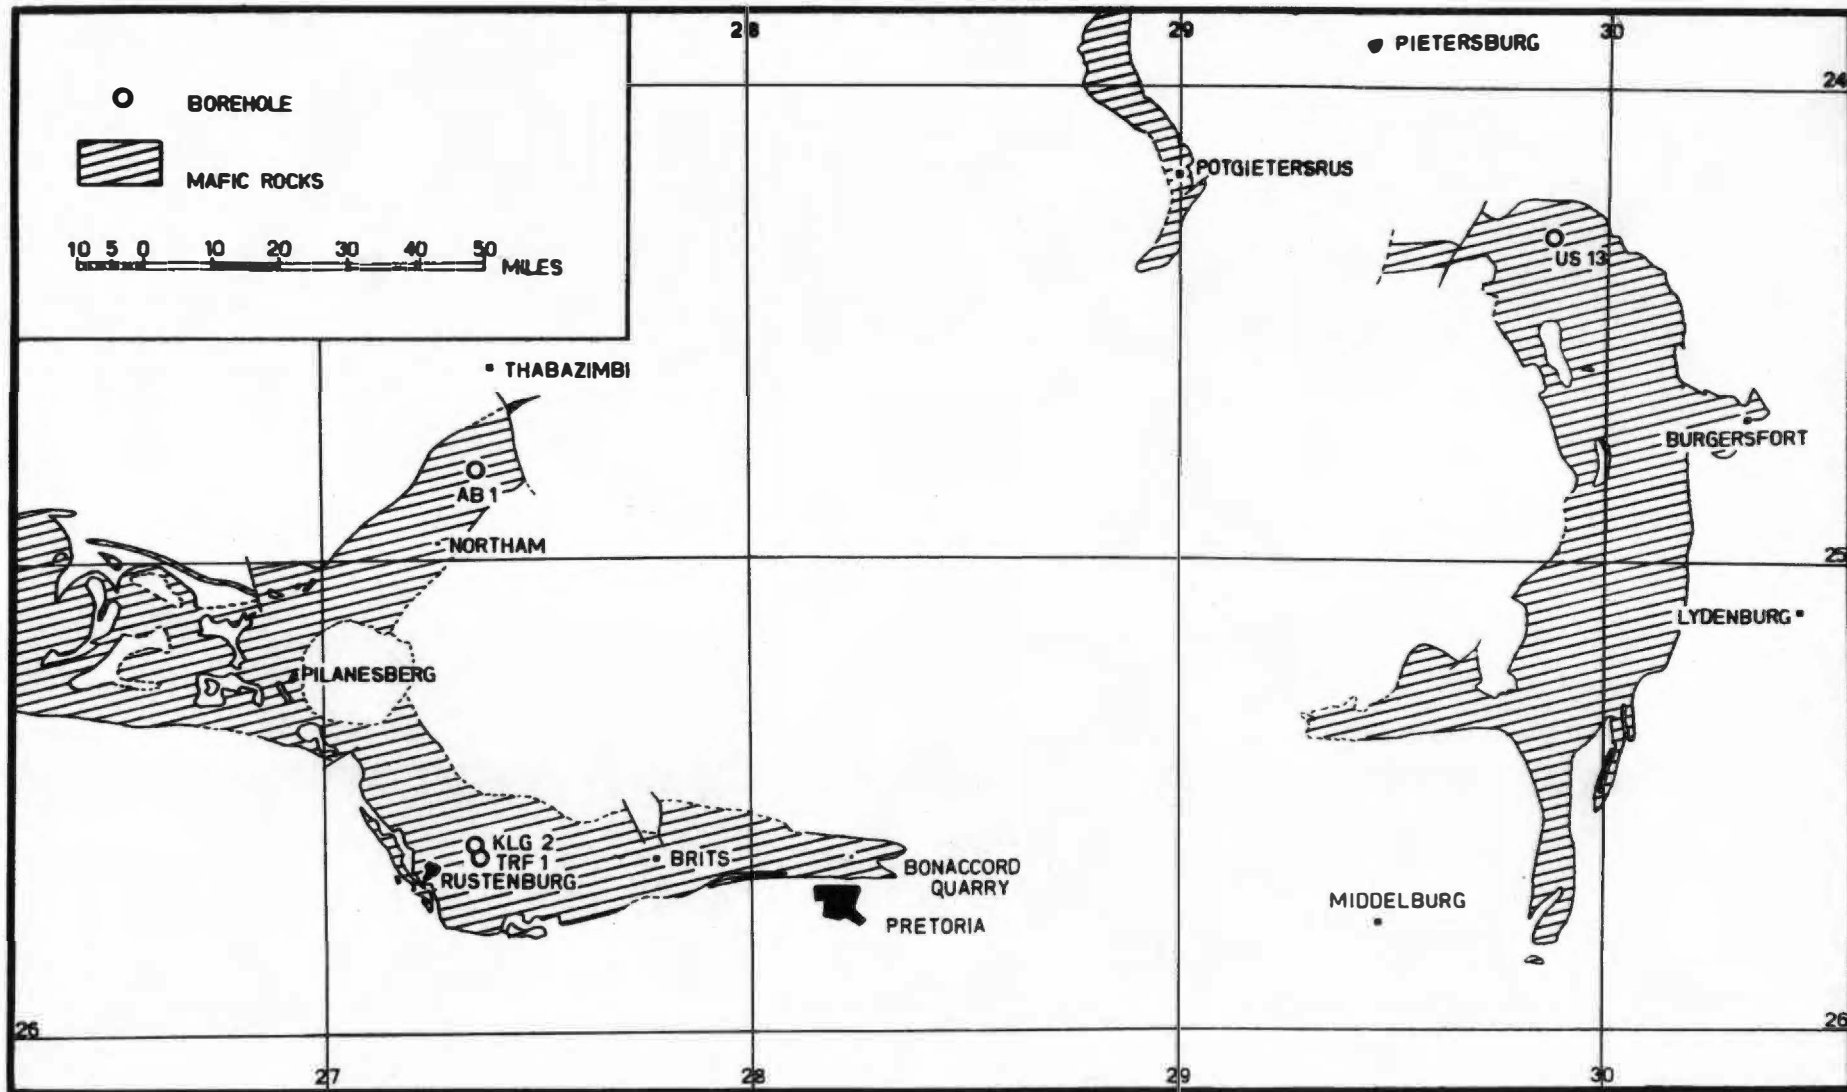 28
29
30
PIETERSBURG
24
BOREHOLE
MAFIC ROCKS
10 5 0 10 20 30 40 50 MILES
POTGIETERSRUS
US 13
THABAZIMBI
BURGERSFORT
AB 1
NORTHAM
25
LYDENBURG
PILANESBERG
KLG 2
TRF 1
RUSTENBURG
BRITS
BONACCORD
QUARRY
PRETORIA
MIDDELBURG
26
26
27
28
29
30